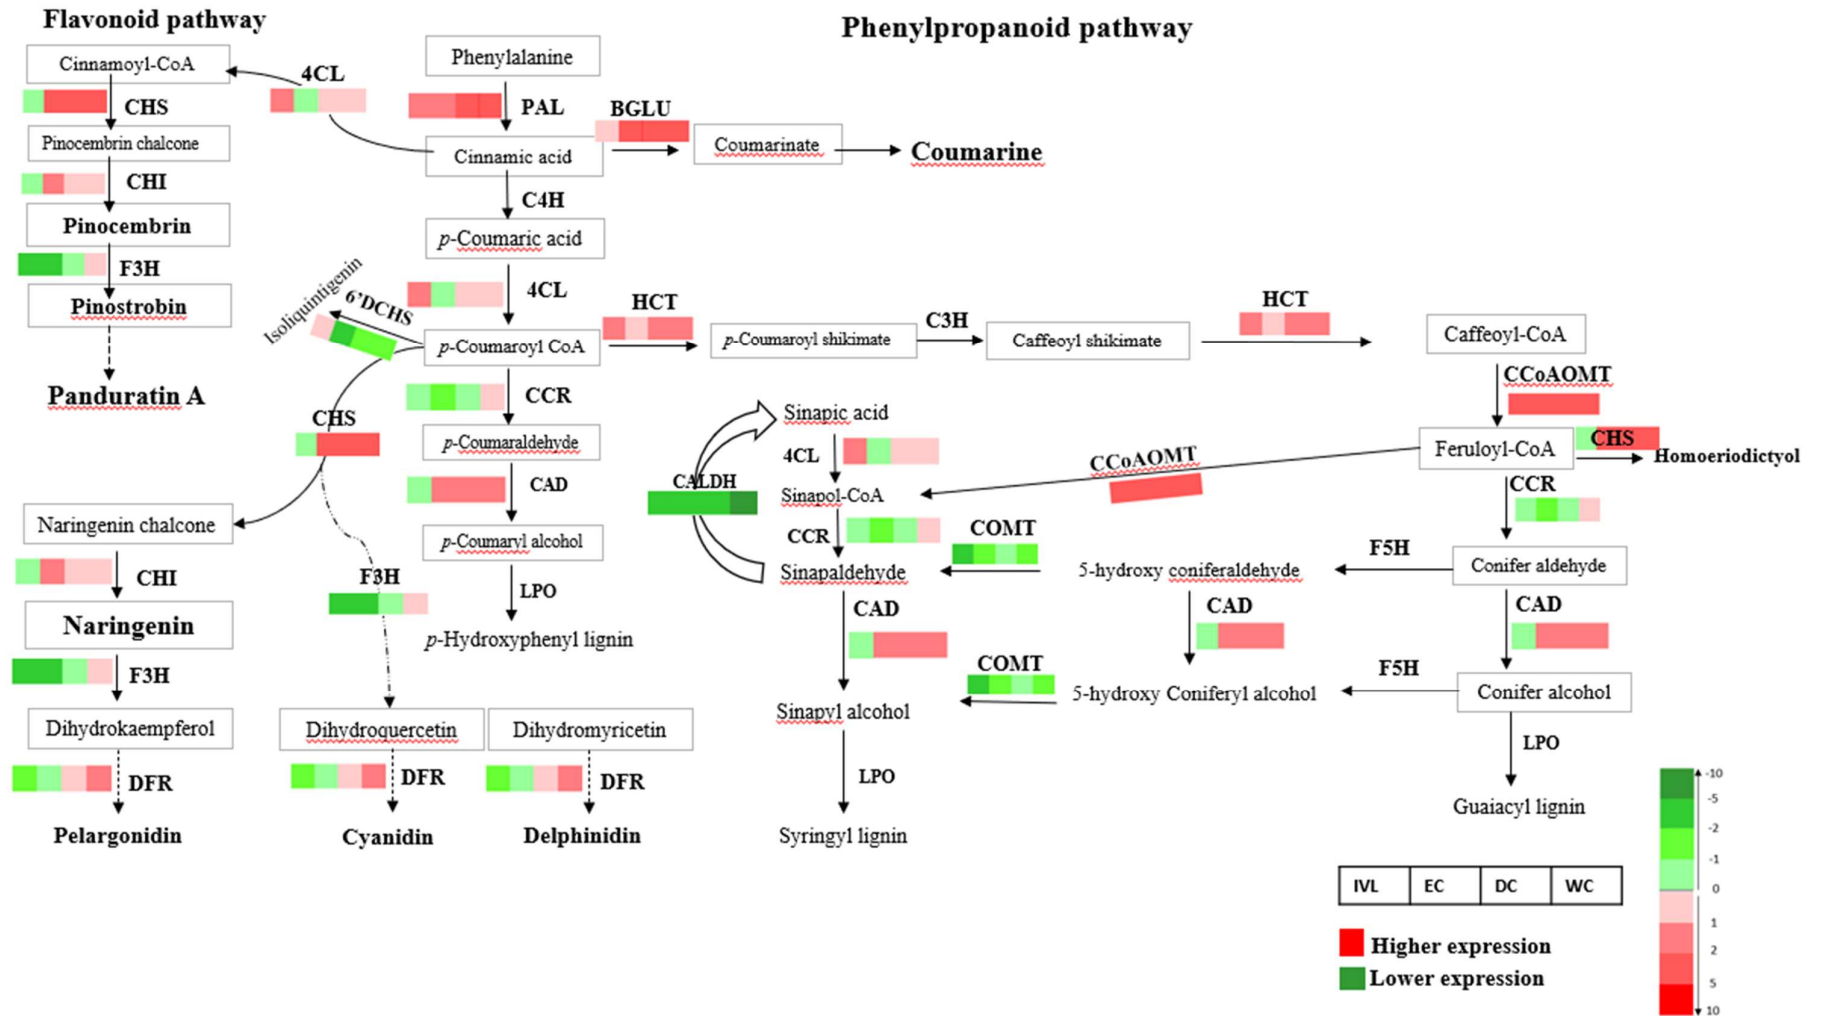 Flavonoid pathway
Phenylpropanoid pathway
Cinnamoyl-CoA
4CL
Phenylalanine
CHS
PAL
BGLU
Pinocembrin chalcone
Cinnamic acid
Coumarinate
Coumarine
CHI
C4H
Pinocembrin
p-Coumaric acid
F3H
4CL
Pinostrobin
Isoliquintigenin
6'DCHS
HCT
p-Coumaroyl CoA
p-Coumaroyl shikimate
C3H
Caffeoyl shikimate
HCT
Caffeoyl-CoA
Panduratin A
CCR
CCoAOMT
CHS
p-Coumaraldehyde
Sinapic acid
4CL
CCoAOMT
Feruloyl-CoA
CHS
Homoeriodictyol
CAD
CALDH
Sinapol-CoA
CCR
Naringenin chalcone
p-Coumaryl alcohol
CCR
COMT
F5H
CHI
F3H
LPO
Sinapaldehyde
5-hydroxy coniferaldehyde
Conifer aldehyde
Naringenin
p-Hydroxyphenyl lignin
CAD
CAD
CAD
F3H
COMT
F5H
Dihydrokaempferol
Dihydroquercetin
Dihydromyricetin
Sinapyl alcohol
5-hydroxy Coniferyl alcohol
Conifer alcohol
DFR
DFR
DFR
LPO
LPO
Pelargonidin
Cyanidin
Delphinidin
Syringyl lignin
Guaiacyl lignin
IVL EC DC WC
Higher expression
Lower expression
-10
-5
-2
-1
0
1
2
5
10